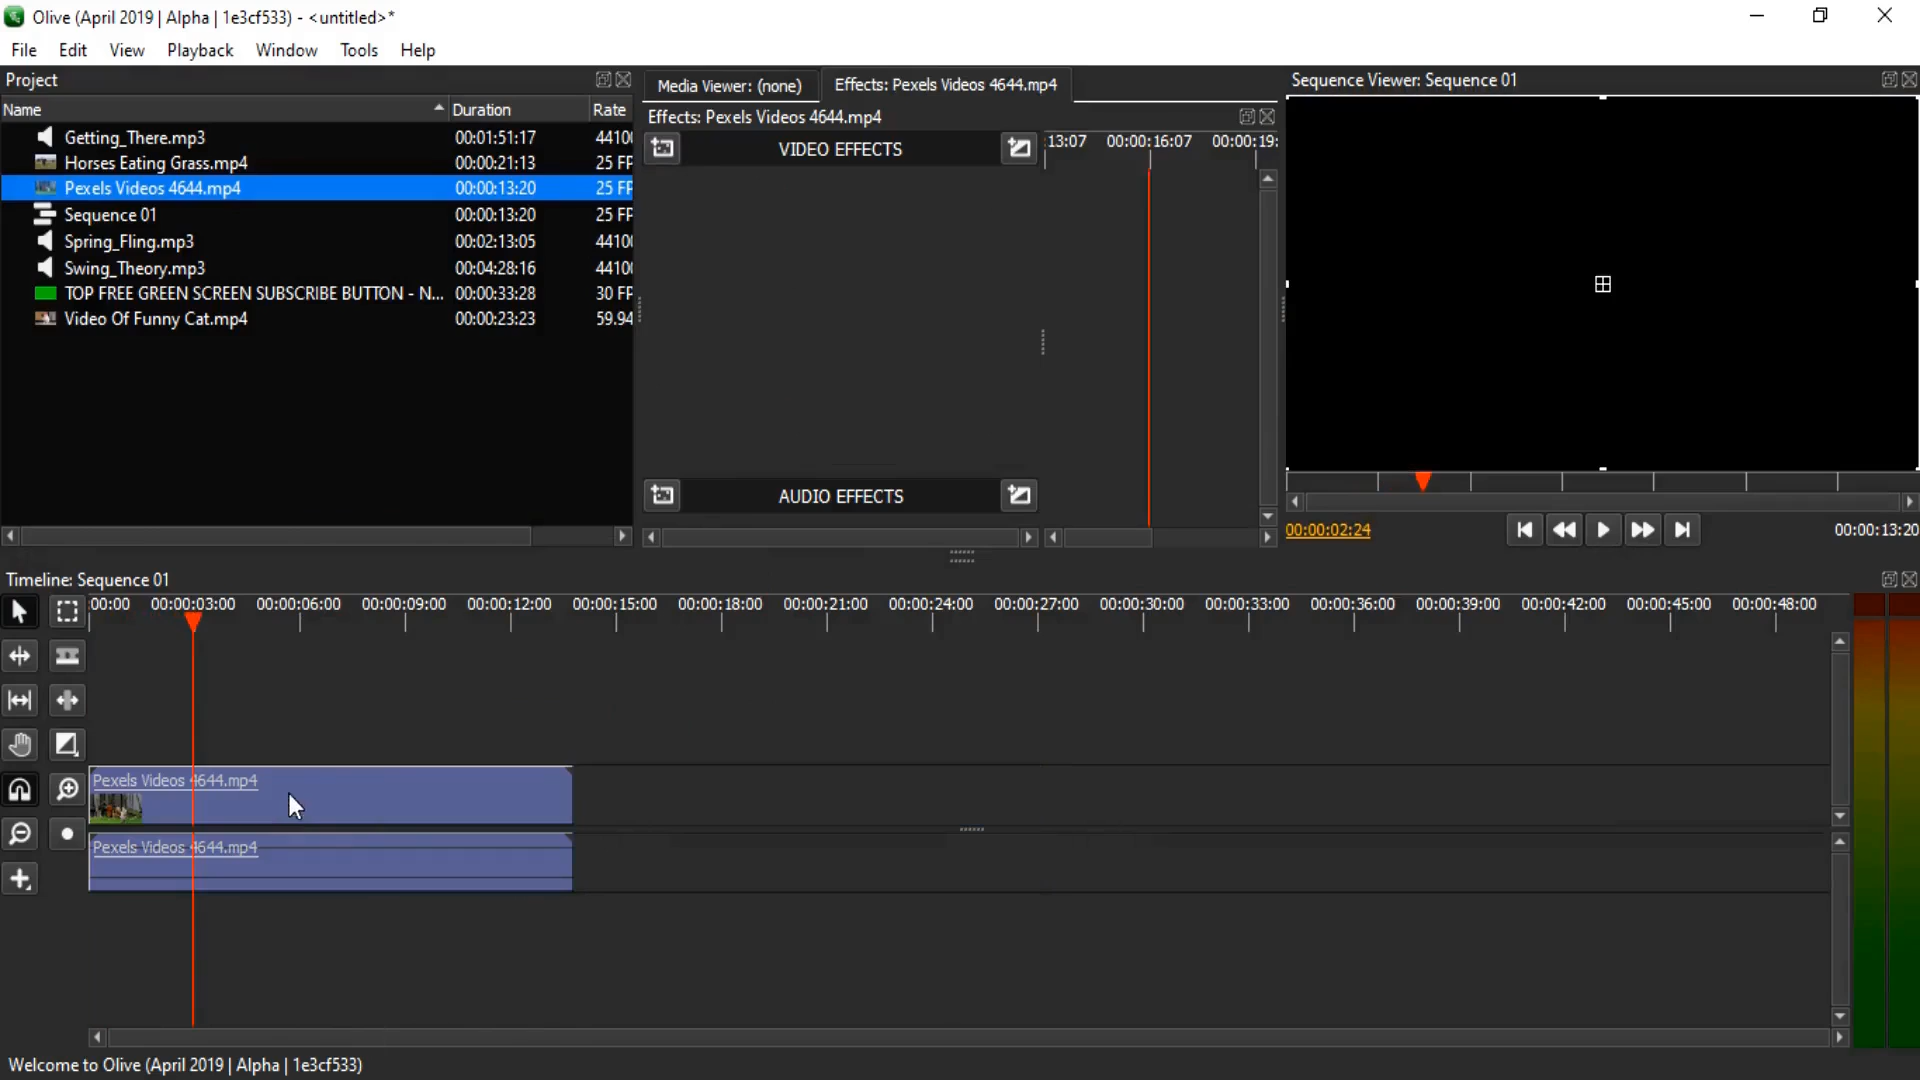 Olive (April 2019 | Alpha | 1e3cf533) - <untitled>*
File Edit View Playback Window Tools Help
Project
Name Duration Rate
Getting_There.mp3 00:01:51:17 4410
Horses Eating Grass.mp4 00:00:21:13 25 FP
Pexels Videos 4644.mp4 00:00:13:20 25 FP
Sequence 01 00:00:13:20 25 FP
Spring_Fling.mp3 00:02:13:05 4410
Swing_Theory.mp3 00:04:28:16 4410
TOP FREE GREEN SCREEN SUBSCRIBE BUTTON - N... 00:00:33:28 30 FP
Video Of Funny Cat.mp4 00:00:23:23 59.94
Media Viewer: (none) Effects: Pexels Videos 4644.mp4
Effects: Pexels Videos 4644.mp4
VIDEO EFFECTS
:13:07 00:00:16:07 00:00:19:
AUDIO EFFECTS
Sequence Viewer: Sequence 01
00:00:02:24 00:00:13:20
Timeline: Sequence 01
:00:00 00:00:03:00 00:00:06:00 00:00:09:00 00:00:12:00 00:00:15:00 00:00:18:00 00:00:21:00 00:00:24:00 00:00:27:00 00:00:30:00 00:00:33:00 00:00:36:00 00:00:39:00 00:00:42:00 00:00:45:00 00:00:48:00
Pexels Videos 4644.mp4
Pexels Videos 4644.mp4
Welcome to Olive (April 2019 | Alpha | 1e3cf533)